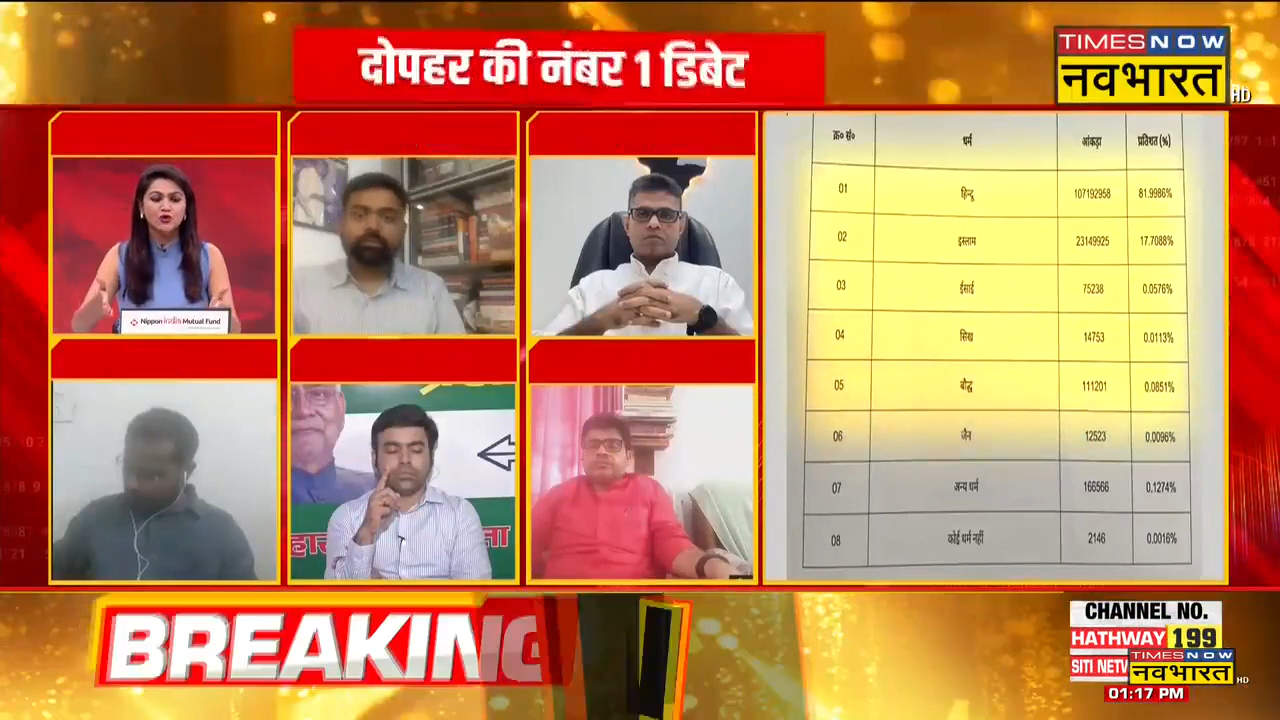 दोपहर की नंबर 1 डिबेट
TIMES NOW
नवभारत
HD
क्र० सं० धर्म आंकड़ा प्रतिशत (%)
01 हिन्दू 107192958 81.9986%
02 इस्लाम 23149925 17.7088%
03 ईसाई 75238 0.0576%
04 सिख 14753 0.0113%
05 बौद्ध 111201 0.0851%
06 जैन 12523 0.0096%
07 अन्य धर्म 166566 0.1274%
08 कोई धर्म नहीं 2146 0.0016%
Nippon India Mutual Fund
BREAKING
CHANNEL NO.
HATHWAY 199
SITI NETW
TIMES NOW
नवभारत
HD
01:17 PM